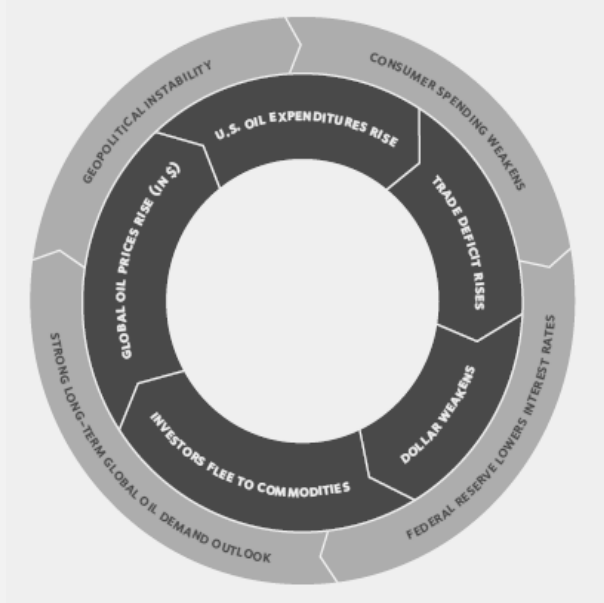 GEOPOLITICAL INSTABILITY
CONSUMER SPENDING WEAKENS
FEDERAL RESERVE LOWERS INTEREST RATES
STRONG LONG-TERM GLOBAL OIL DEMAND OUTLOOK
U.S. OIL EXPENDITURES RISE
TRADE DEFICIT RISES
DOLLAR WEAKENS
INVESTORS FLEE TO COMMODITIES
GLOBAL OIL PRICES RISE (IN $)